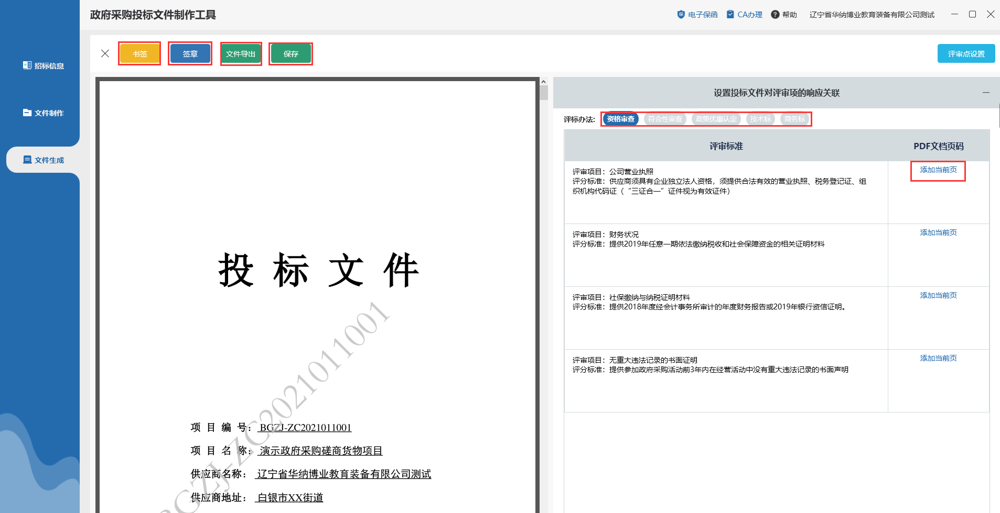 政府采购投标文件制作工具
电子保函 CA办理 帮助 辽宁省华纳博业教育装备有限公司测试
招标信息
文件制作
文件生成
书签 签章 文件导出 保存 评审点设置
投 标 文 件
项 目 编 号： BGZJ-ZC2021011001
项 目 名 称： 演示政府采购磋商货物项目
供应商名称： 辽宁省华纳博业教育装备有限公司测试
供应商地址： 白银市XX街道
BGZJ-ZC2021011001
设置投标文件对评审项的响应关联
评标办法: 资格审查 符合性审查 政策优惠认定 技术标 商务标
评审标准 PDF文档页码
评审项目：公司营业执照 添加当前页
评分标准：供应商须具有企业独立法人资格，须提供合法有效的营业执照、税务登记证、组
织机构代码证（“三证合一”证件视为有效证件）
评审项目：财务状况 添加当前页
评分标准：提供2019年任意一期依法缴纳税收和社会保障资金的相关证明材料
评审项目：社保缴纳与纳税证明材料 添加当前页
评分标准：提供2018年度经会计事务所审计的年度财务报告或2019年银行资信证明。
评审项目：无重大违法记录的书面证明 添加当前页
评分标准：提供参加政府采购活动前3年内在经营活动中没有重大违法记录的书面声明